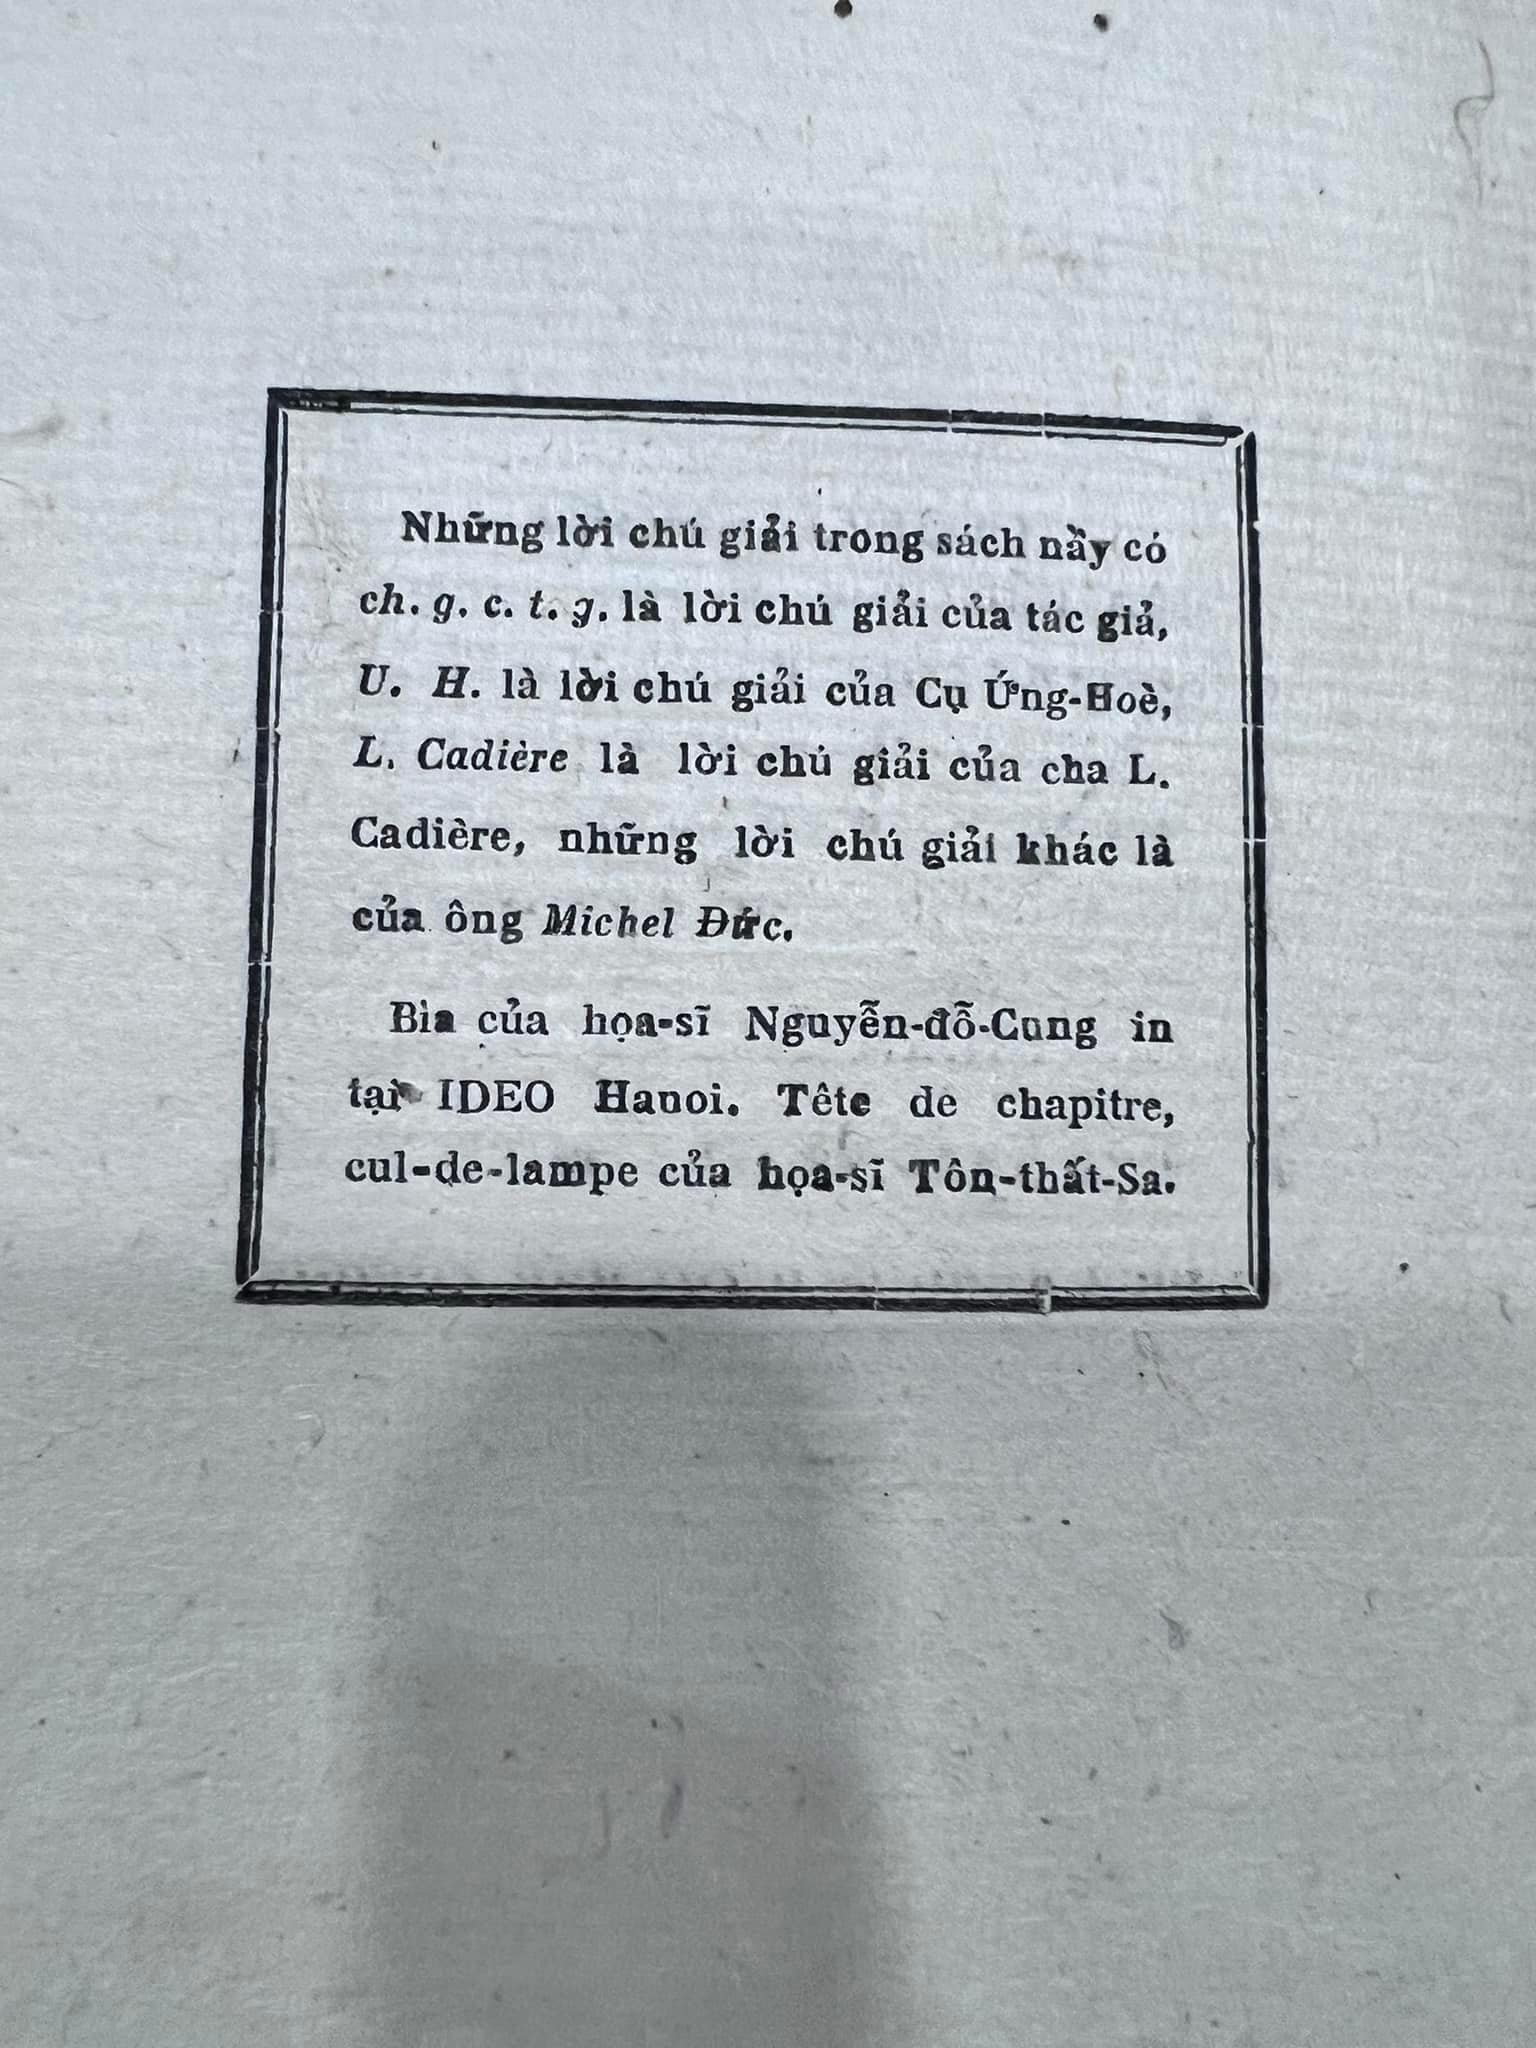 Những lời chú giải trong sách nầy có
ch. g. c. t. g. là lời chú giải của tác giả,
U. H. là lời chú giải của Cụ Ứng-Hoè,
L. Cadière là lời chú giải của cha L.
Cadière, những lời chú giải khác là
của ông Michel Đức.
Bìa của họa-sĩ Nguyễn-đỗ-Cung in
tại IDEO Hanoi. Tête de chapitre,
cul-de-lampe của họa-sĩ Tôn-thất-Sa.